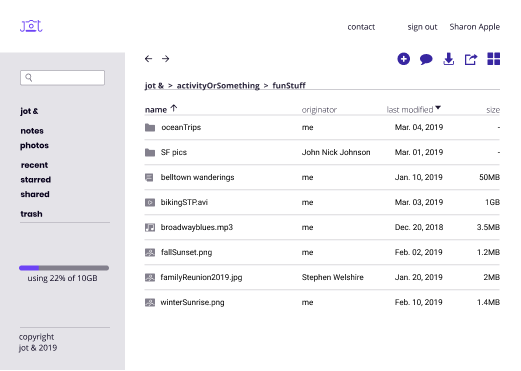 jot
contact sign out Sharon Apple
jot & > activityOrSomething > funStuff
jot &
notes
photos
recent
starred
shared
trash
using 22% of 10GB
copyright
jot & 2019
name originator last modified size
oceanTrips me Mar. 04, 2019 -
SF pics John Nick Johnson Mar. 01, 2019 -
belltown wanderings me Jan. 10, 2019 50MB
bikingSTP.avi me Mar. 03, 2019 1GB
broadwayblues.mp3 me Dec. 20, 2018 3.5MB
fallSunset.png me Feb. 02, 2019 1.2MB
familyReunion2019.jpg Stephen Welshire Jan. 20, 2019 2MB
winterSunrise.png me Feb. 10, 2019 1.4MB